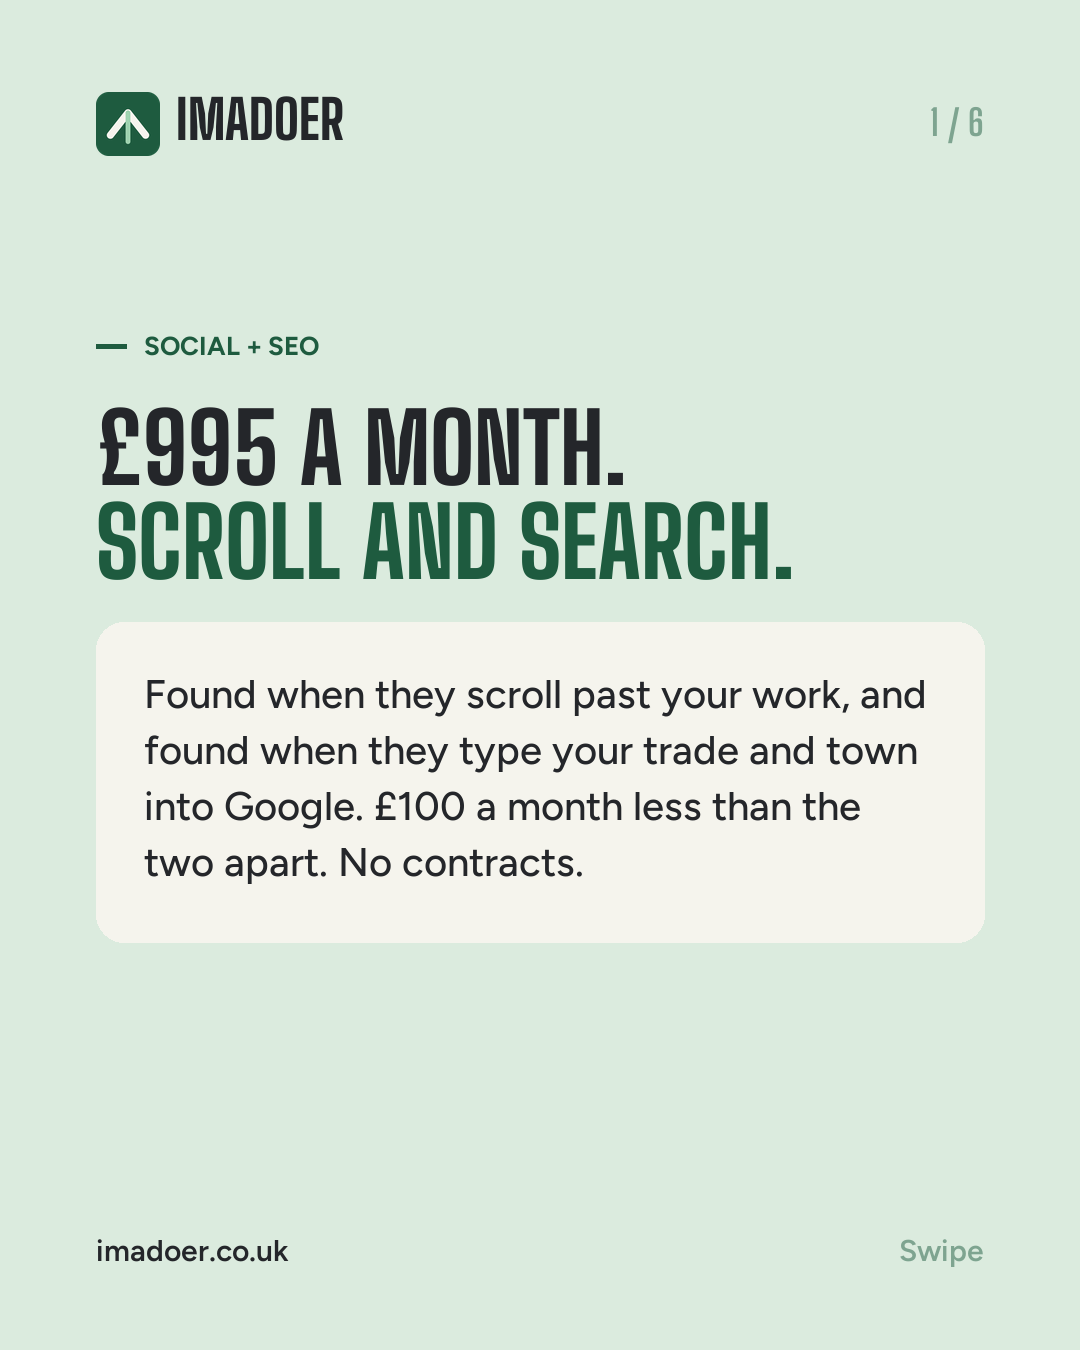 IMADOER
1 / 6
SOCIAL + SEO
£995 A MONTH.
SCROLL AND SEARCH.
Found when they scroll past your work, and
found when they type your trade and town
into Google. £100 a month less than the
two apart. No contracts.
imadoer.co.uk
Swipe